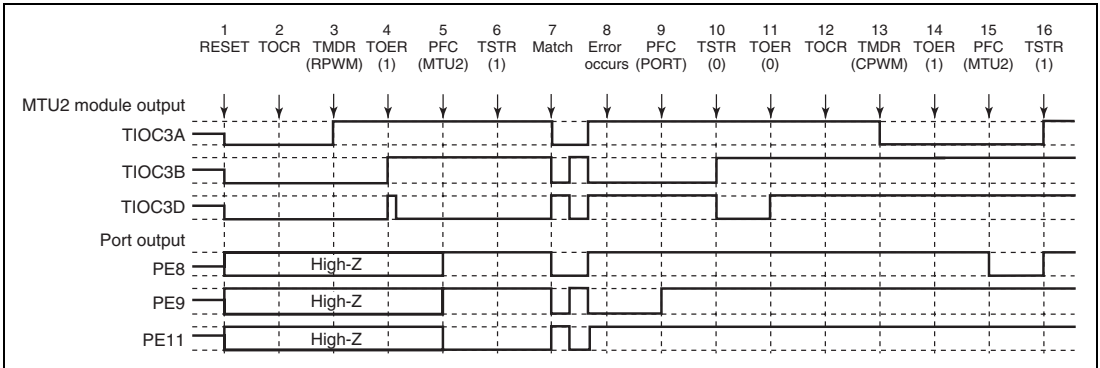 1 2 3 4 5 6 7 8 9 10 11 12 13 14 15 16
RESET TOCR TMDR TOER PFC TSTR Match Error PFC TSTR TOER TOCR TMDR TOER PFC TSTR
(RPWM) (1) (MTU2) (1) occurs (PORT) (0) (0) (CPWM) (1) (MTU2) (1)
MTU2 module output
TIOC3A
TIOC3B
TIOC3D
Port output
PE8 High-Z
PE9 High-Z
PE11 High-Z